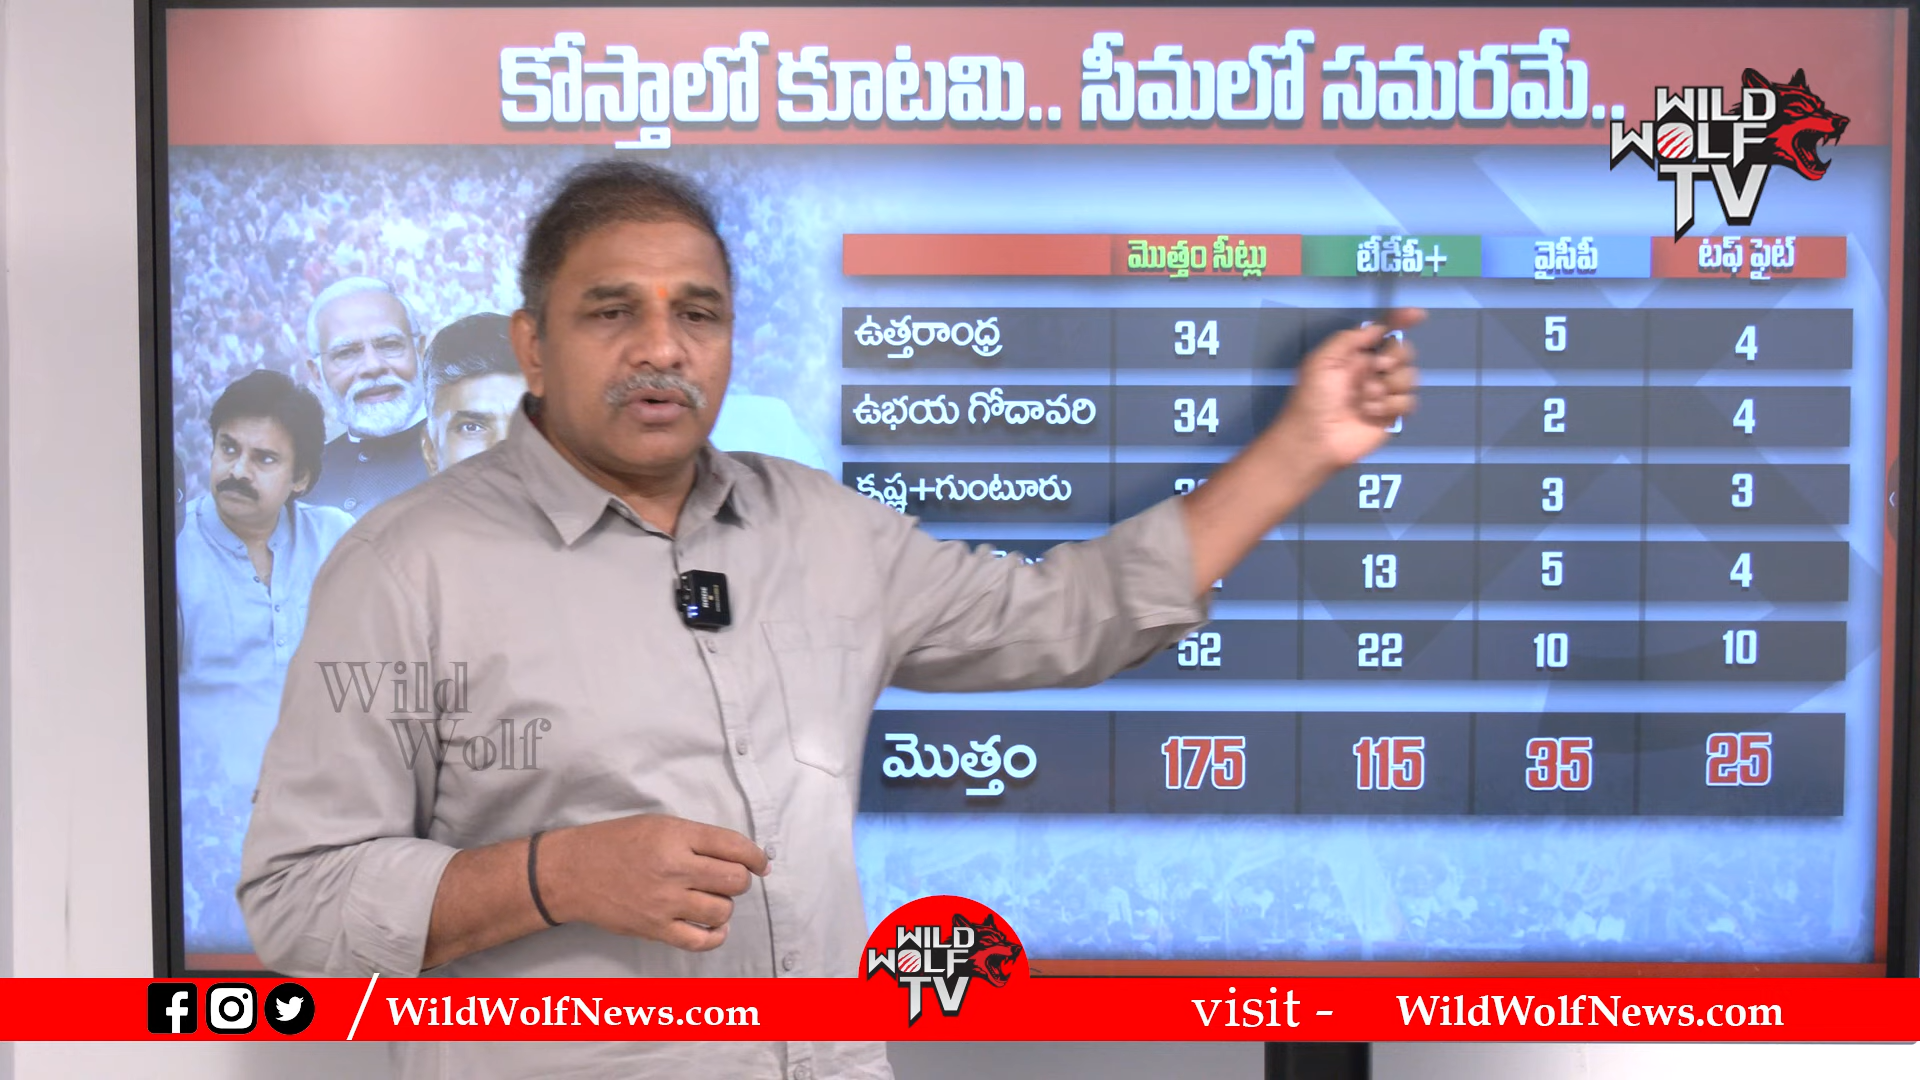 కోస్తాలో కూటమి.. సీమలో సమరమే..
WILD
WOLF
TV
మొత్తం సీట్లు టీడీపీ+ వైసీపీ టఫ్ ఫైట్
ఉత్తరాంధ్ర 34 5 4
ఉభయ గోదావరి 34 2 4
కృష్ణ+గుంటూరు 27 3 3
13 5 4
52 22 10 10
మొత్తం 175 115 35 25
Wild
Wolf
WILD
WOLF
TV
WildWolfNews.com
visit - WildWolfNews.com